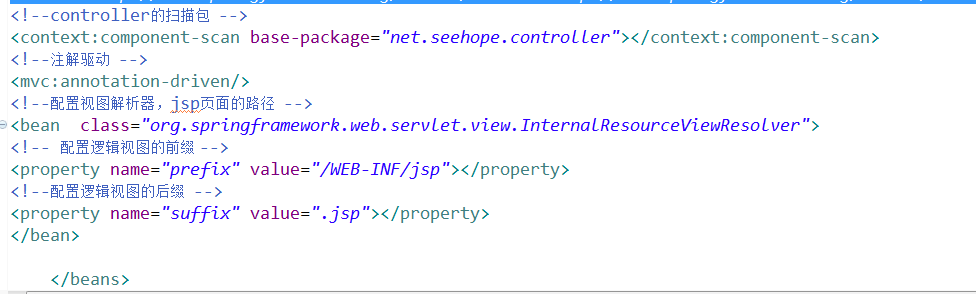 <!--controller的扫描包 -->
<context:component-scan base-package="net.seehope.controller"></context:component-scan>
<!--注解驱动 -->
<mvc:annotation-driven/>
<!--配置视图解析器，jsp页面的路径 -->
<bean  class="org.springframework.web.servlet.view.InternalResourceViewResolver">
<!-- 配置逻辑视图的前缀-->
<property name="prefix" value="/WEB-INF/jsp"></property>
<!--配置逻辑视图的后缀 -->
<property name="suffix" value=".jsp"></property>
</bean>
</beans>